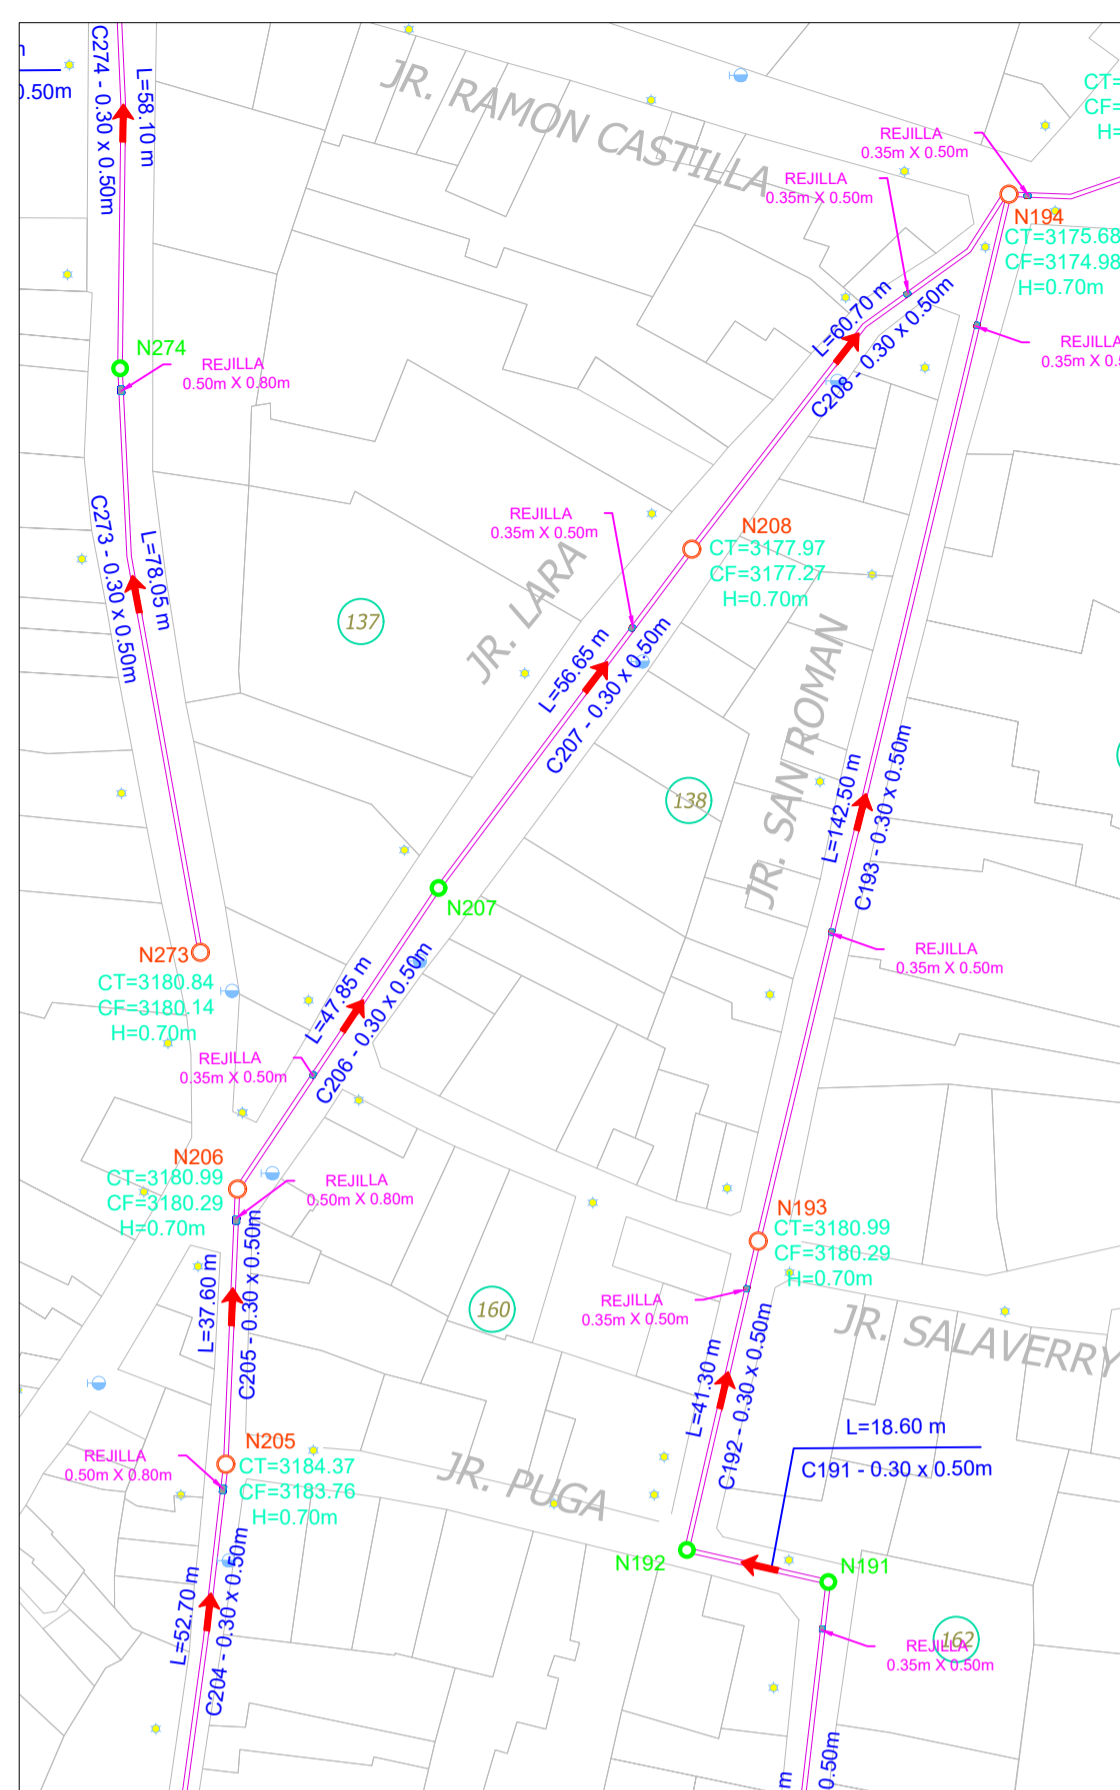 0.50m
C274 - 0.30 x 0.50m
L=58.10 m
JR. RAMON CASTILLA
REJILLA
0.35m X 0.50m
REJILLA
0.35m X 0.50m
CT=
CF=
H=
N194
CT=3175.68
CF=3174.98
H=0.70m
N274
REJILLA
0.50m X 0.80m
L=60.70 m
C208 - 0.30 x 0.50m
REJILLA
0.35m X 0.5
C273 - 0.30 x 0.50m
L=78.05 m
REJILLA
0.35m X 0.50m
N208
CT=3177.97
CF=3177.27
H=0.70m
137
JR. LARA
L=56.65 m
C207 - 0.30 x 0.50m
JR. SAN ROMAN
138
L=142.50 m
C193 - 0.30 x 0.50m
N207
N273
CT=3180.84
CF=3180.14
H=0.70m
REJILLA
0.35m X 0.50m
L=47.85 m
C206 - 0.30 x 0.50m
REJILLA
0.35m X 0.50m
N206
CT=3180.99
CF=3180.29
H=0.70m
REJILLA
0.50m X 0.80m
N193
CT=3180.99
CF=3180.29
H=0.70m
L=37.60 m
C205 - 0.30 x 0.50m
160
REJILLA
0.35m X 0.50m
JR. SALAVERRY
L=41.30 m
C192 - 0.30 x 0.50m
L=18.60 m
C191 - 0.30 x 0.50m
REJILLA
0.50m X 0.80m
N205
CT=3184.37
CF=3183.76
H=0.70m
JR. PUGA
N192
N191
L=52.70 m
C204 - 0.30 x 0.50m
162
REJILLA
0.35m X 0.50m
m
0.50m